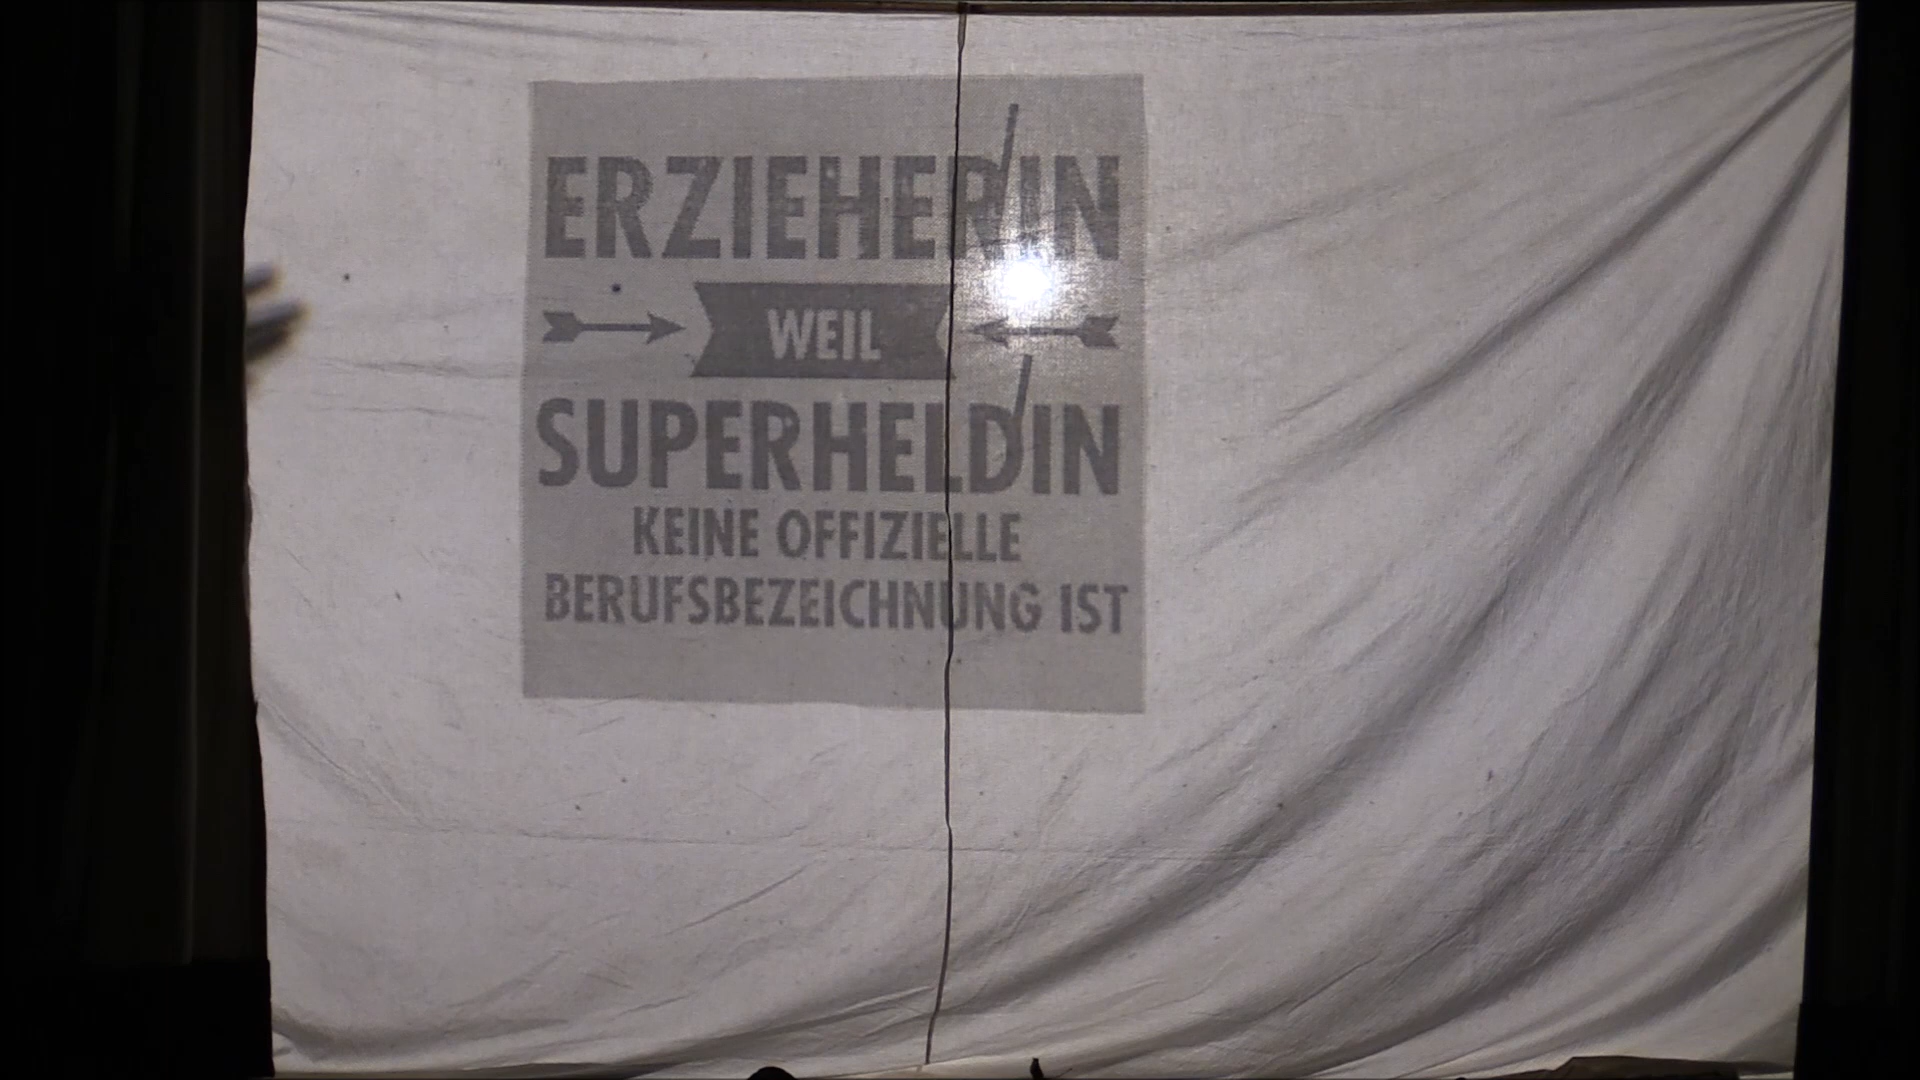 ERZIEHERIN
WEIL
SUPERHELDIN
KEINE OFFIZIELLE
BERUFSBEZEICHNUNG IST